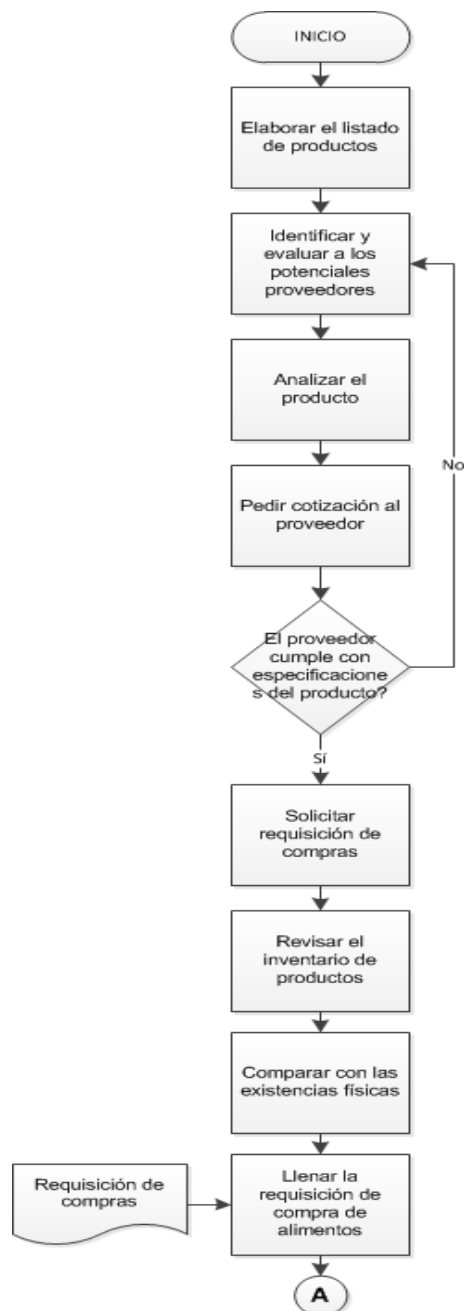 INICIO
Elaborar el listado
de productos
Identificar y
evaluar a los
potenciales
proveedores
Analizar el
producto
No
Pedir cotización al
proveedor
El proveedor
cumple con
especificacione
s del producto?
Sí
Solicitar
requisición de
compras
Revisar el
inventario de
productos
Comparar con las
existencias físicas
Requisición de
compras
Llenar la
requisición de
compra de
alimentos
A